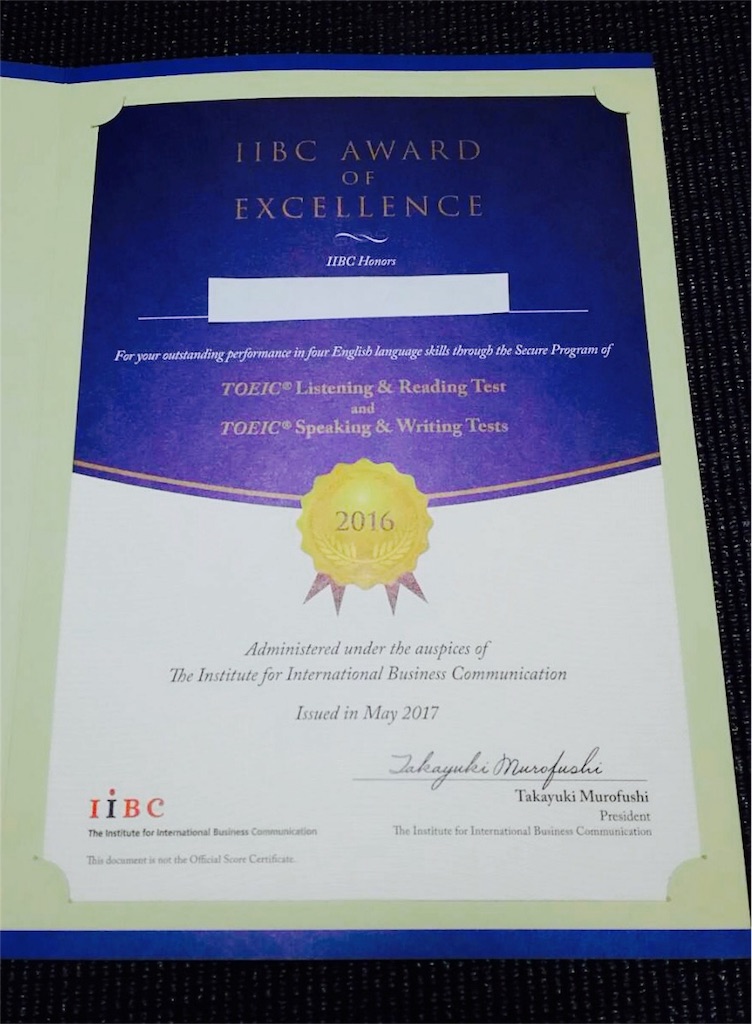 IIBC AWARD
OF
EXCELLENCE
IIBC Honors
For your outstanding performance in four English language skills through the Secure Program of
TOEIC® Listening & Reading Test
and
TOEIC® Speaking & Writing Tests
2016
Administered under the auspices of
The Institute for International Business Communication
Issued in May 2017
Takayuki Murofushi
Takayuki Murofushi
President
The Institute for International Business Communication
IIBC
The Institute for International Business Communication
This document is not the Official Score Certificate.